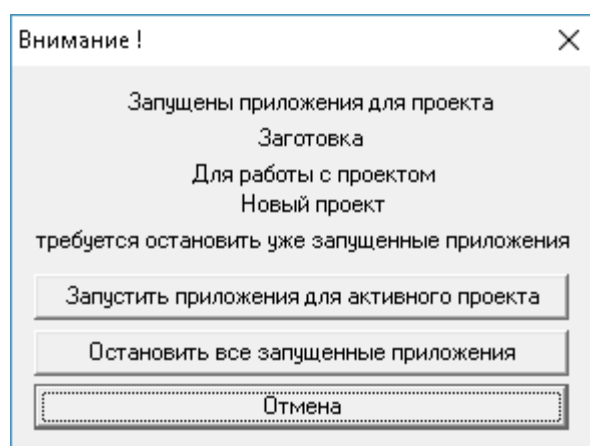 Внимание !
Запущены приложения для проекта
Заготовка
Для работы с проектом
Новый проект
требуется остановить уже запущенные приложения
Запустить приложения для активного проекта
Остановить все запущенные приложения
Отмена